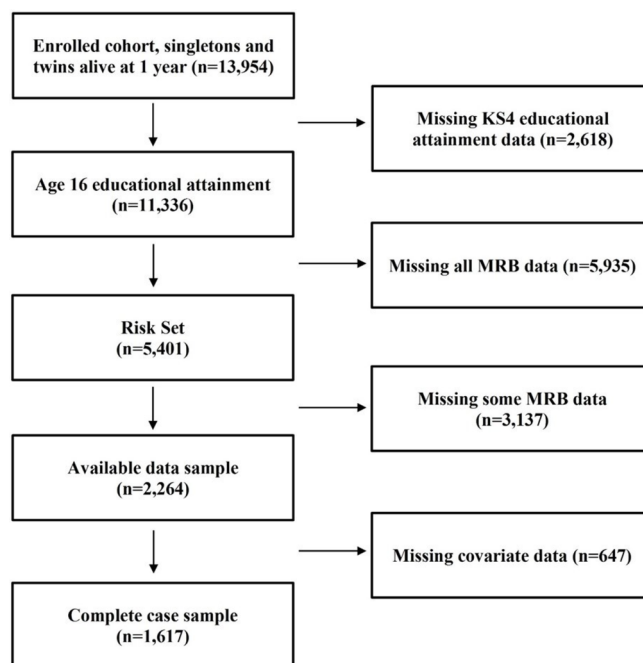 Enrolled cohort, singletons and
twins alive at 1 year (n=13,954)
Missing KS4 educational
attainment data (n=2,618)
Age 16 educational attainment
(n=11,336)
Missing all MRB data (n=5,935)
Risk Set
(n=5,401)
Missing some MRB data
(n=3,137)
Available data sample
(n=2,264)
Missing covariate data (n=647)
Complete case sample
(n=1,617)